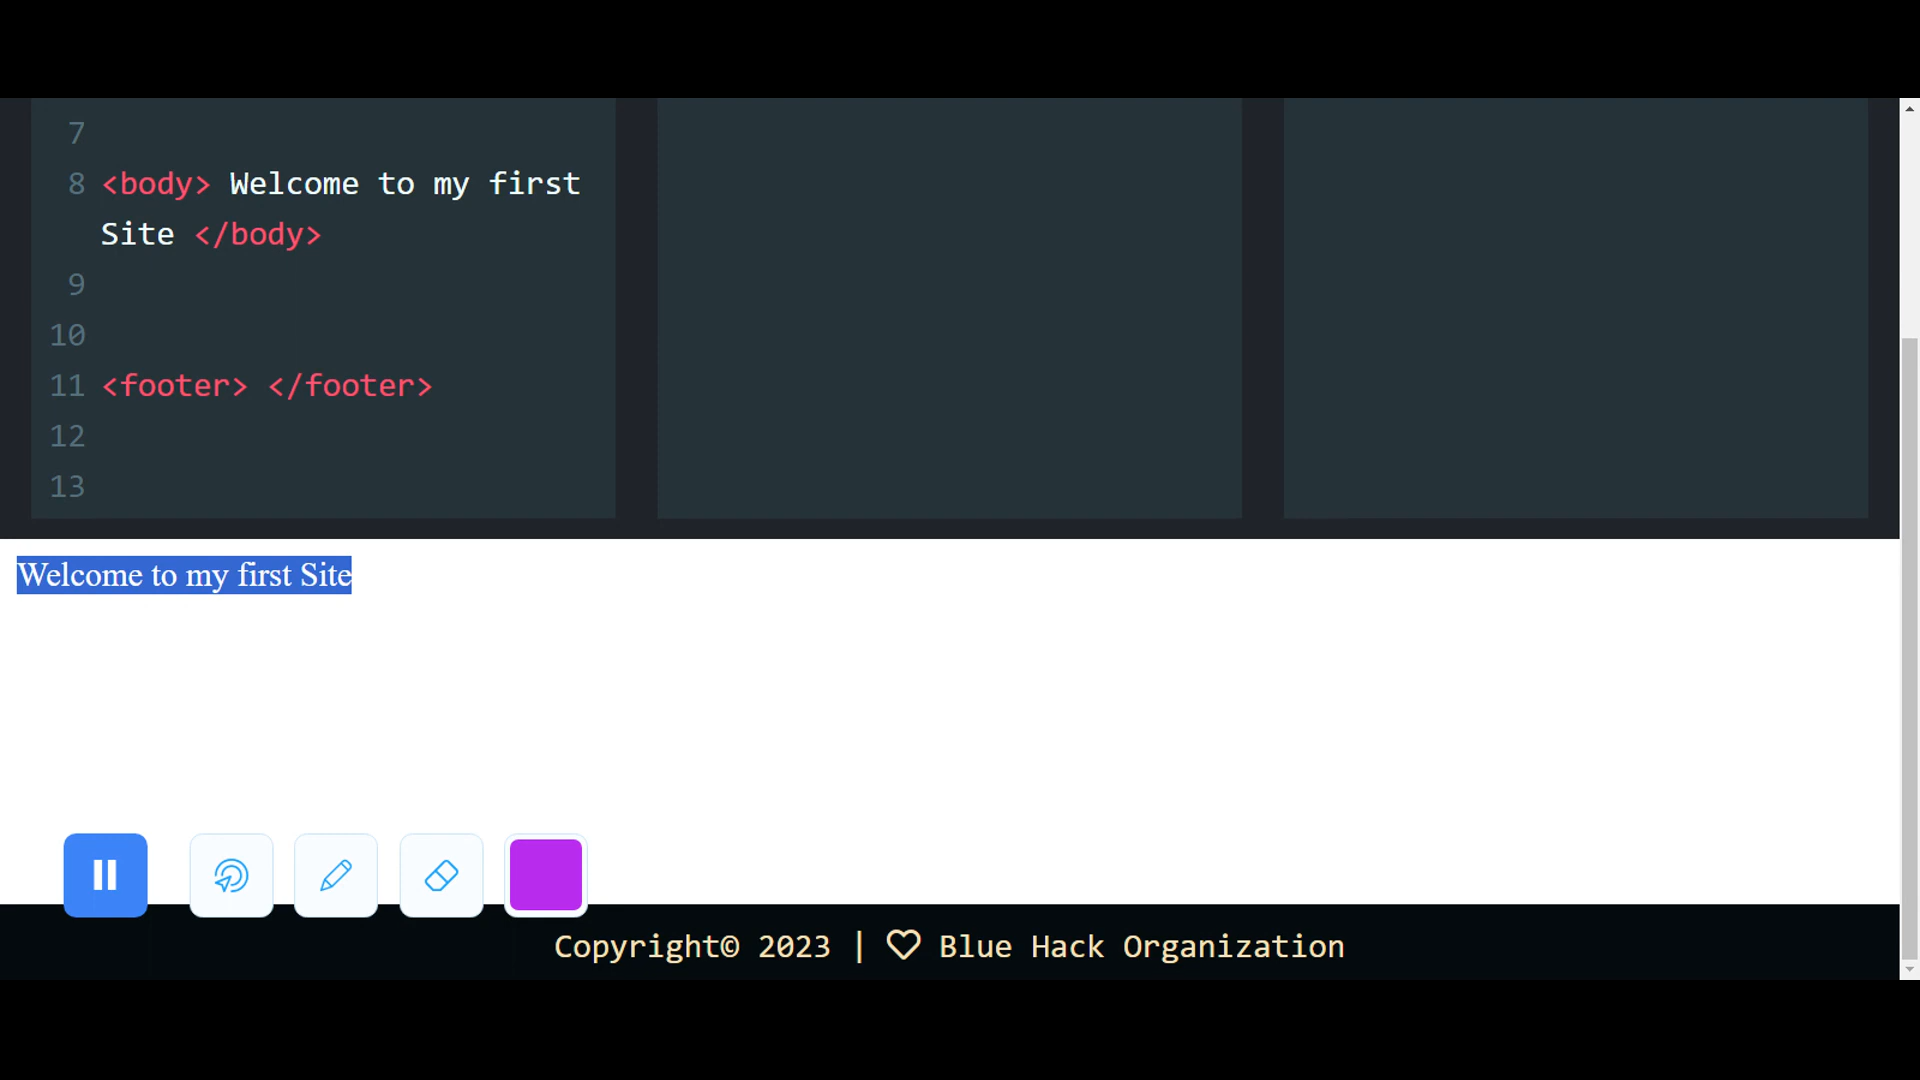 7
8 <body> Welcome to my first
Site </body>
9
10
11 <footer> </footer>
12
13
Welcome to my first Site
Copyright© 2023 | ♡ Blue Hack Organization